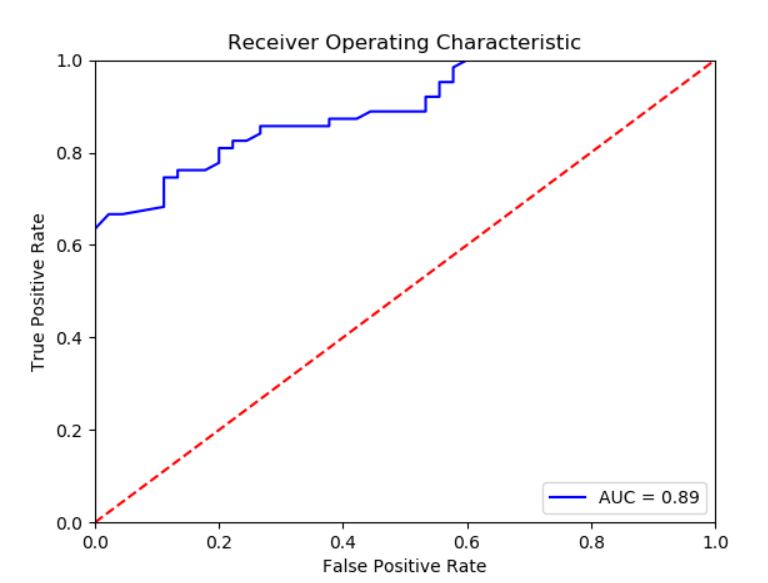 Receiver Operating Characteristic
1.0
0.8
0.6
0.4
0.2
0.0
True Positive Rate
AUC = 0.89
0.0 0.2 0.4 0.6 0.8 1.0
False Positive Rate